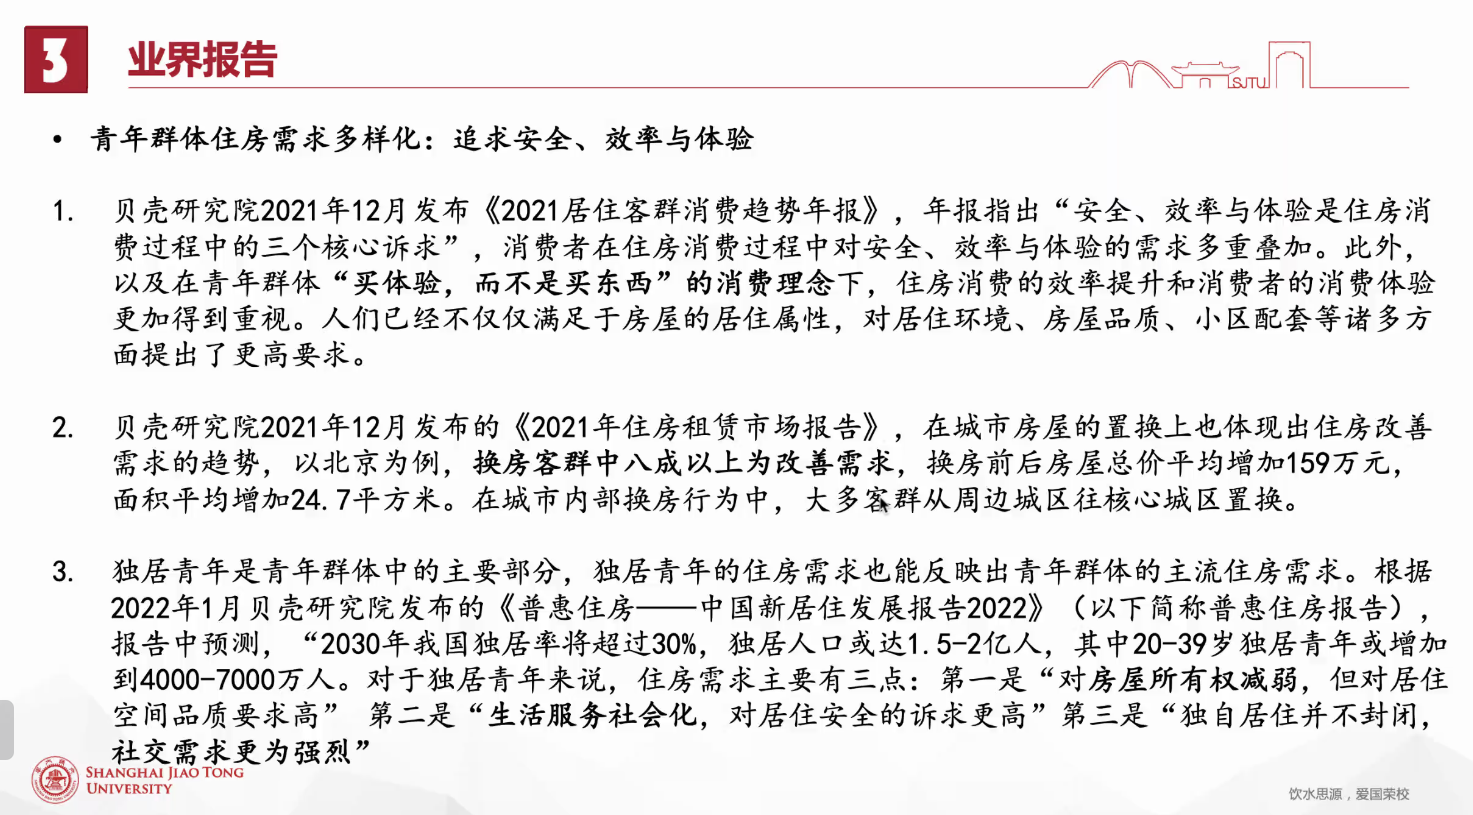 3 业界报告
SJTU
• 青年群体住房需求多样化：追求安全、效率与体验
1. 贝壳研究院2021年12月发布《2021居住客群消费趋势年报》，年报指出“安全、效率与体验是住房消
费过程中的三个核心诉求”，消费者在住房消费过程中对安全、效率与体验的需求多重叠加。此外，
以及在青年群体“买体验，而不是买东西”的消费理念下，住房消费的效率提升和消费者的消费体验
更加得到重视。人们已经不仅仅满足于房屋的居住属性，对居住环境、房屋品质、小区配套等诸多方
面提出了更高要求。
2. 贝壳研究院2021年12月发布的《2021年住房租赁市场报告》，在城市房屋的置换上也体现出住房改善
需求的趋势，以北京为例，换房客群中八成以上为改善需求，换房前后房屋总价平均增加159万元，
面积平均增加24.7平方米。在城市内部换房行为中，大多客群从周边城区往核心城区置换。
3. 独居青年是青年群体中的主要部分，独居青年的住房需求也能反映出青年群体的主流住房需求。根据
2022年1月贝壳研究院发布的《普惠住房——中国新居住发展报告2022》（以下简称普惠住房报告），
报告中预测，“2030年我国独居率将超过30%，独居人口或达1.5-2亿人，其中20-39岁独居青年或增加
到4000-7000万人。对于独居青年来说，住房需求主要有三点：第一是“对房屋所有权减弱，但对居住
空间品质要求高” 第二是“生活服务社会化，对居住安全的诉求更高”第三是“独自居住并不封闭，
社交需求更为强烈”
SHANGHAI JIAO TONG
UNIVERSITY
饮水思源，爱国荣校